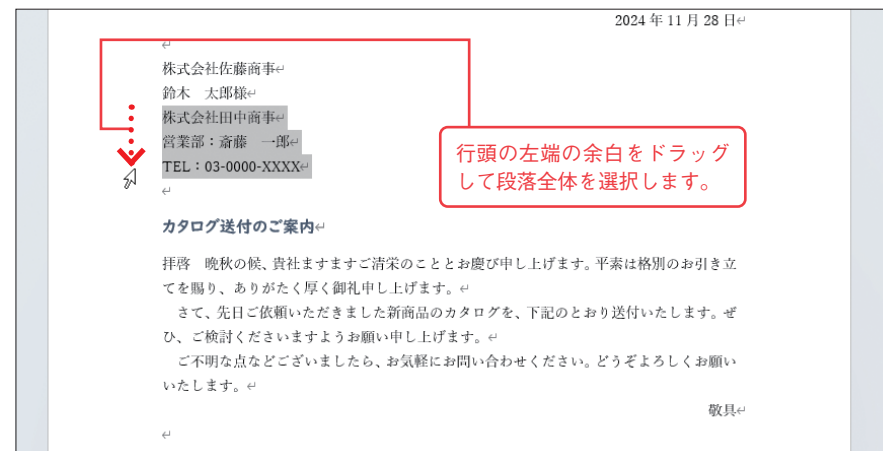 2024 年 11 月 28 日↵
↵
株式会社佐藤商事↵
鈴木　太郎様↵
株式会社田中商事↵
営業部：斎藤　一郎↵
TEL：03-0000-XXXX↵
↵
行頭の左端の余白をドラッグ
して段落全体を選択します。
カタログ送付のご案内↵
拝啓　晩秋の候、貴社ますますご清栄のこととお慶び申し上げます。平素は格別のお引き立
てを賜り、ありがたく厚く御礼申し上げます。↵
　さて、先日ご依頼いただきました新商品のカタログを、下記のとおり送付いたします。ぜ
ひ、ご検討くださいますようお願い申し上げます。↵
　ご不明な点などございましたら、お気軽にお問い合わせください。どうぞよろしくお願い
いたします。↵
敬具↵
↵